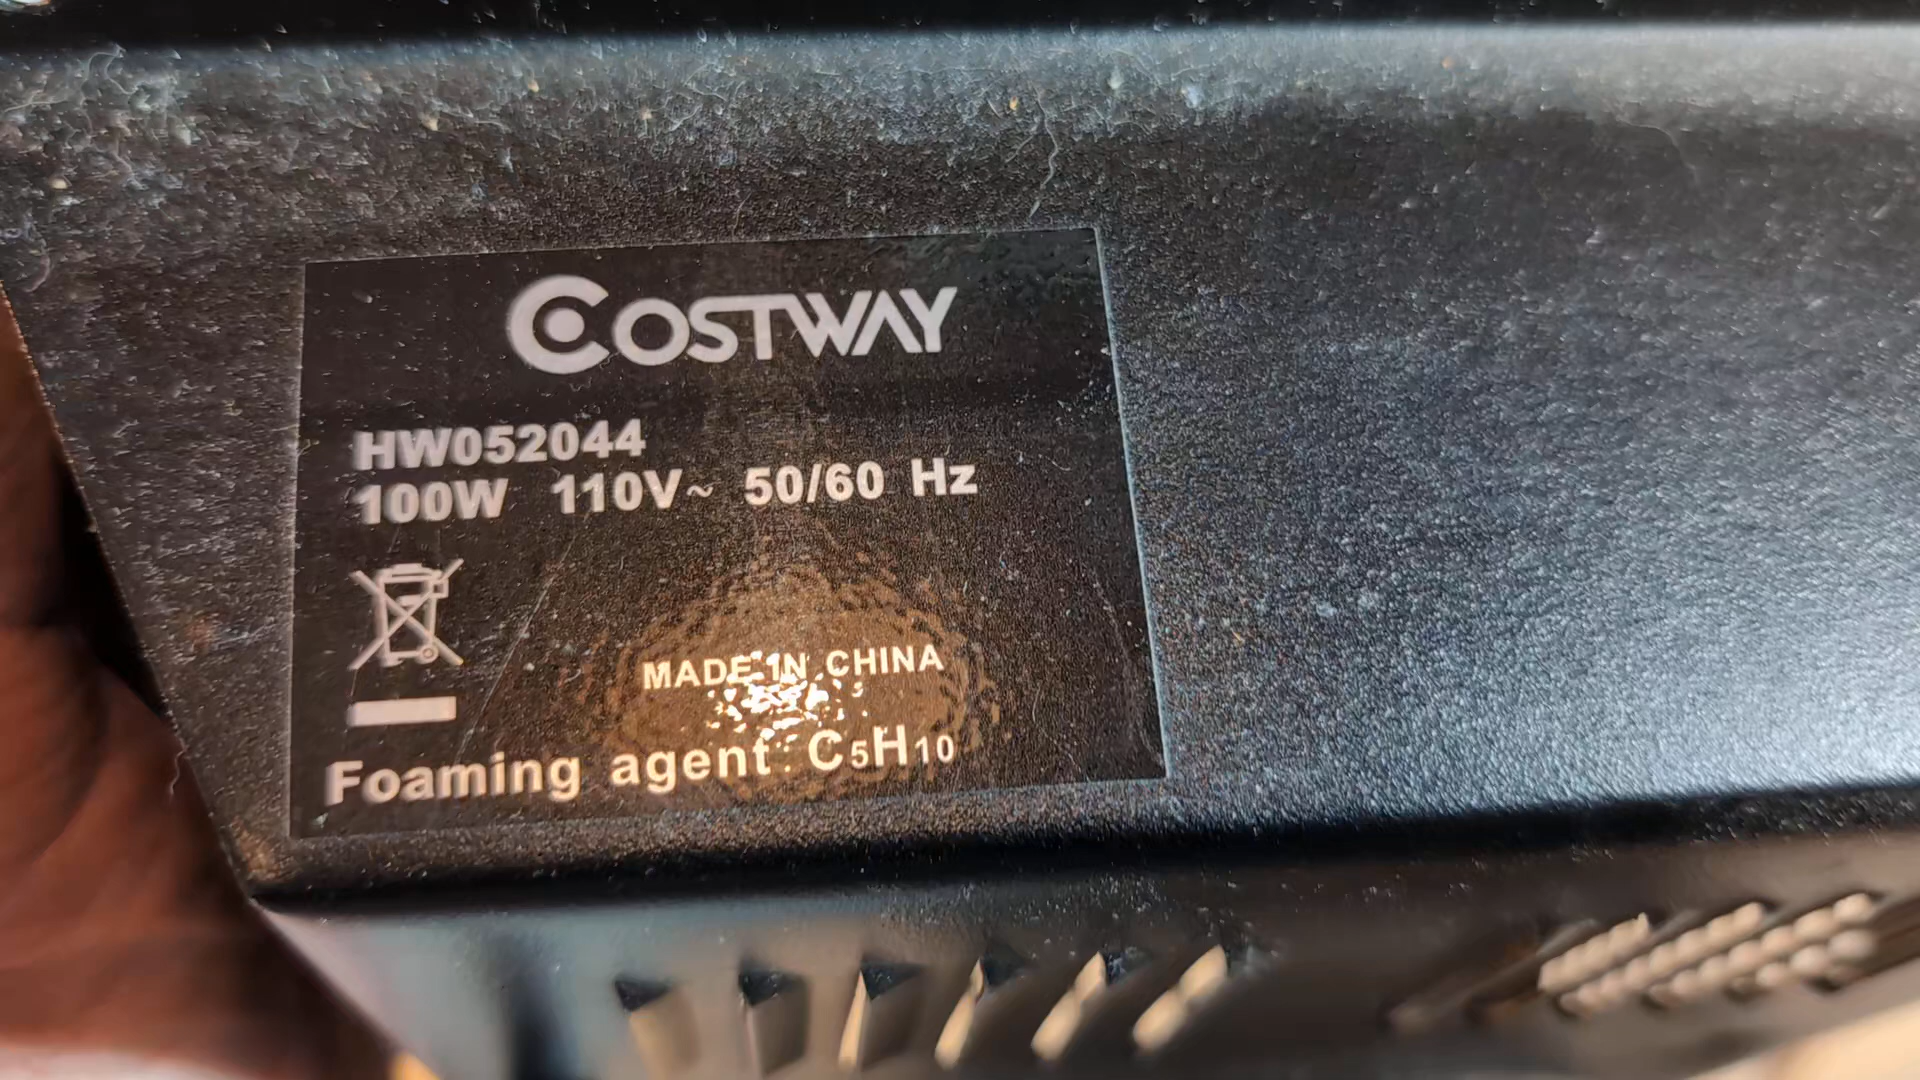 COSTWAY
HW052044
100W 110V~ 50/60 Hz
MADE IN CHINA
Foaming agent: C5H10